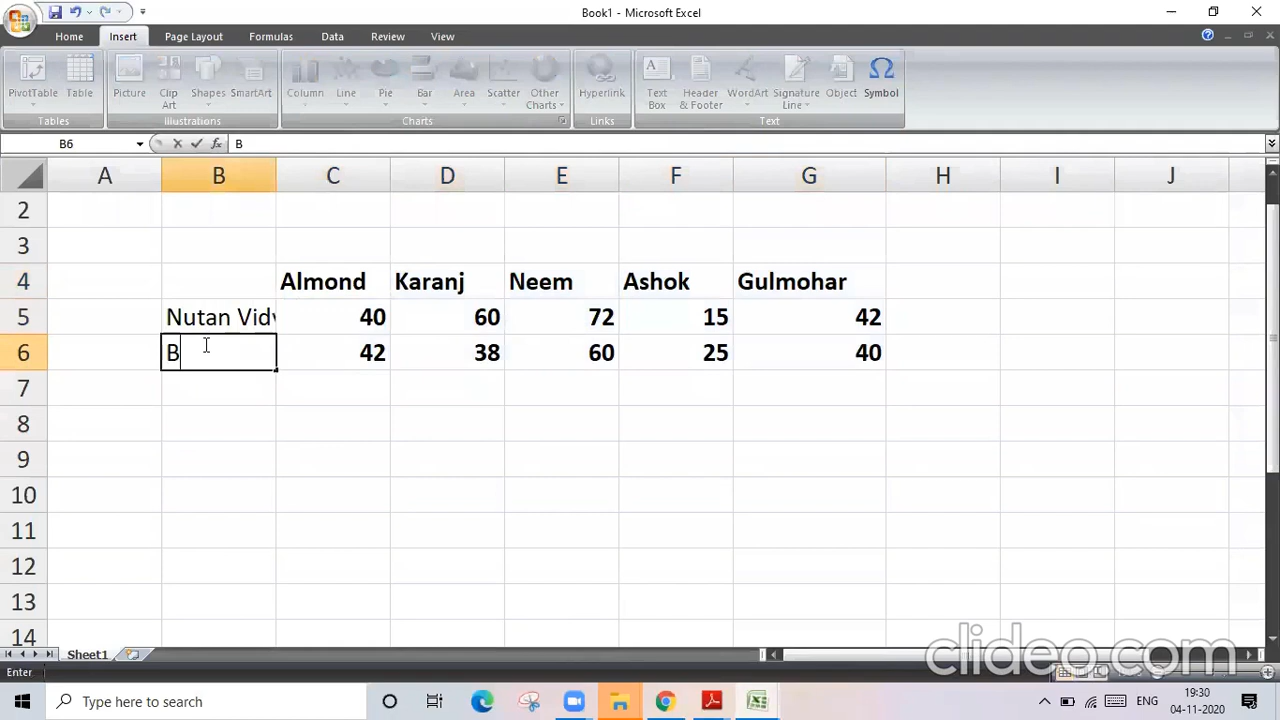 Book1 - Microsoft Excel
Home Insert Page Layout Formulas Data Review View
PivotTable Table Picture Clip Art Shapes SmartArt Column Line Pie Bar Area Scatter Other Charts Hyperlink Text Box Header & Footer WordArt Signature Line Object Symbol
Tables Illustrations Charts Links Text
B6 fx B
A B C D E F G H I J
2
3
4 Almond Karanj Neem Ashok Gulmohar
5 Nutan Vidy 40 60 72 15 42
6 B 42 38 60 25 40
7
8
9
10
11
12
13
14
Sheet1
clideo.com
Enter
Type here to search
ENG
19:30
04-11-2020